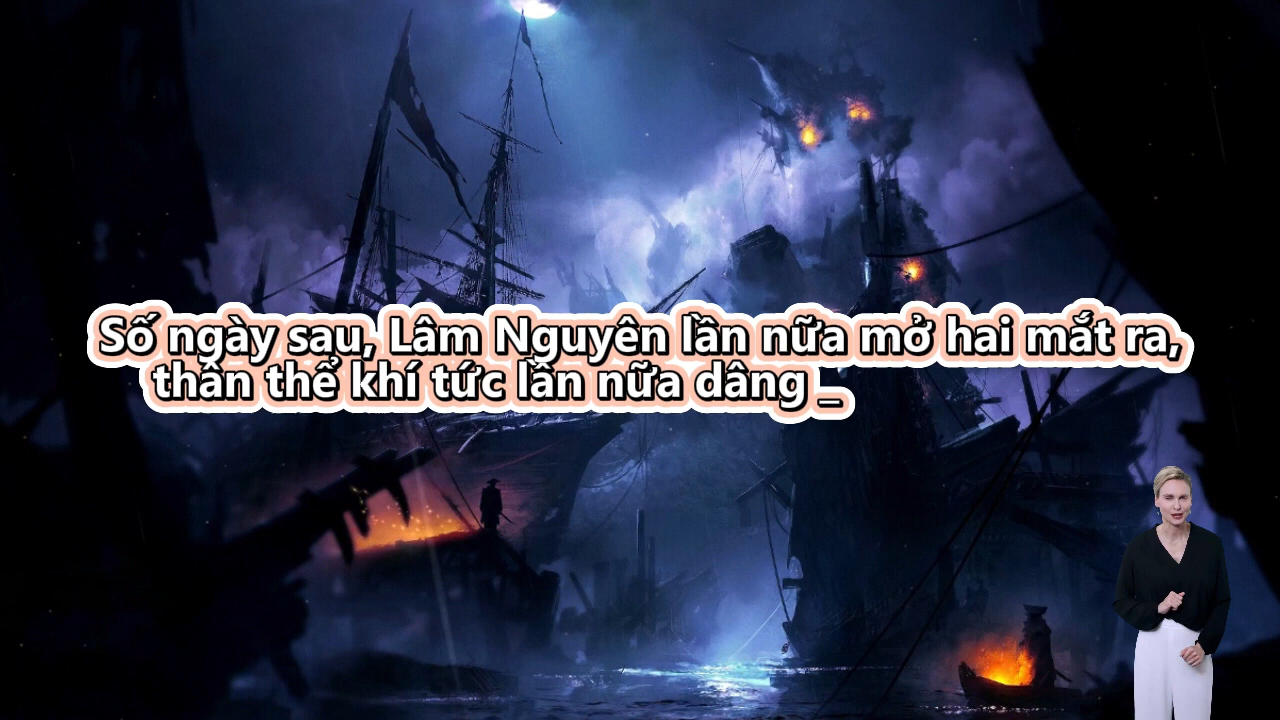 Số ngày sau, Lâm Nguyên lần nữa mở hai mắt ra,
thân thể khí tức lần nữa dâng _